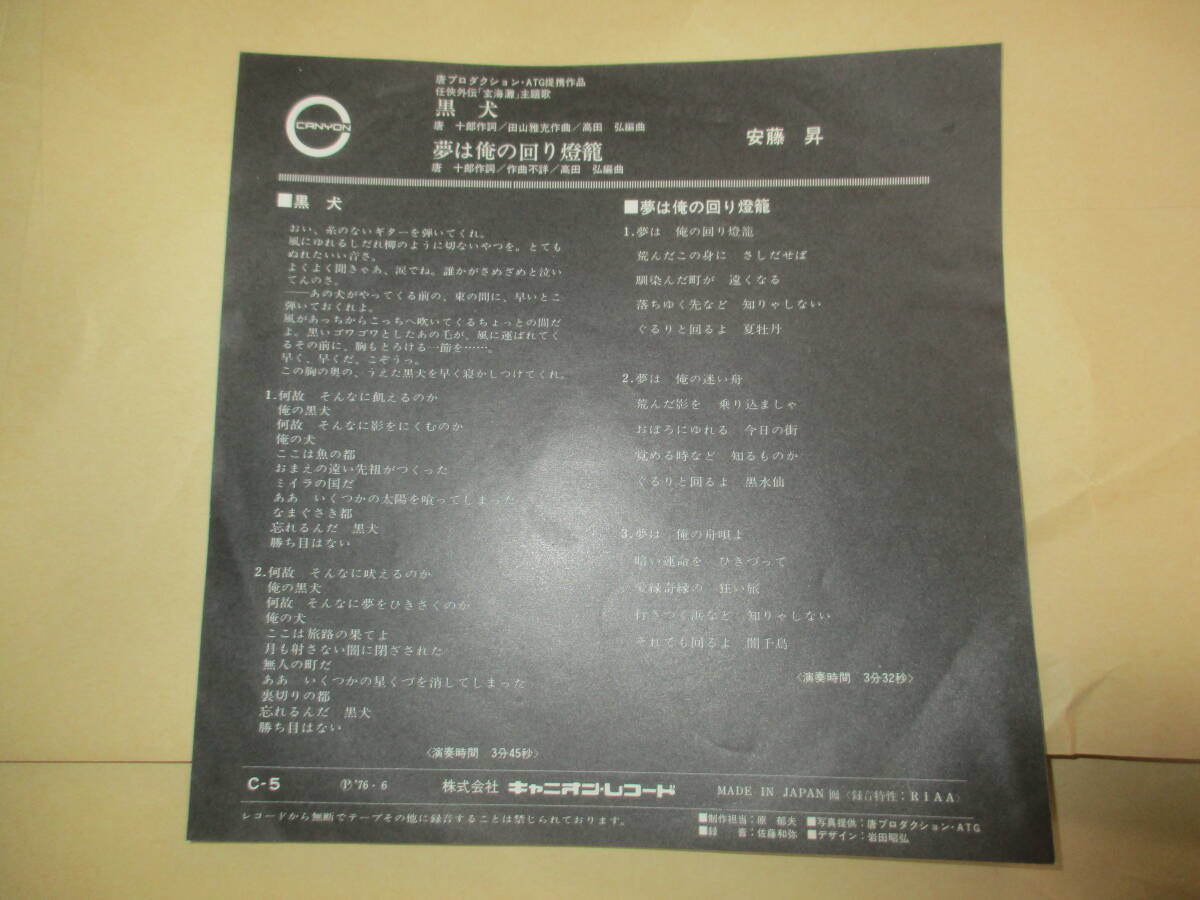 CANYON
唐プロダクション・ATG提携作品
任侠外伝「玄海灘」主題歌
黒 犬
唐 十郎作詞/田山雅充作曲/高田 弘編曲
夢は俺の回り燈籠
唐 十郎作詞/作曲不詳/高田 弘編曲
安藤 昇
■黒 犬
おい、糸のないギターを弾いてくれ。
風にゆれるしだれ柳のように切ないやつを。とても
ぬれたいい音さ。
よくよく聞きゃあ、涙でね。誰かがさめざめと泣い
てんのさ。
——あの犬がやってくる前の、束の間に、早いとこ
弾いておくれよ。
風があっちからこっちへ吹いてくるちょっとの間だ
よ。黒いゴワゴワとしたあの毛が、風に運ばれてく
るその前に、胸もとろける一節を……。
早く、早くだ。こぞうっ。
この胸の奥の、うえた黒犬を早く寝かしつけてくれ。
1.何故 そんなに飢えるのか
俺の黒犬
何故 そんなに影をにくむのか
俺の犬
ここは魚の都
おまえの遠い先祖がつくった
ミイラの国だ
ああ いくつかの太陽を喰ってしまった
なまぐさき都
忘れるんだ 黒犬
勝ち目はない
2.何故 そんなに吠えるのか
俺の黒犬
何故 そんなに夢をひきさくのか
俺の犬
ここは旅路の果てよ
月も射さない闇に閉ざされた
無人の町だ
ああ いくつかの星くづを消してしまった
裏切りの都
忘れるんだ 黒犬
勝ち目はない
〈演奏時間 3分45秒〉
■夢は俺の回り燈籠
1.夢は 俺の回り燈籠
荒んだこの身に さしだせば
馴染んだ町が 遠くなる
落ちゆく先など 知りゃしない
ぐるりと回るよ 夏牡丹
2.夢は 俺の迷い舟
荒んだ影を 乗り込ましゃ
おぼろにゆれる 今日の街
覚める時など 知るものか
ぐるりと回るよ 黒水仙
3.夢は 俺の舟唄よ
暗い運命を ひきづって
愛縁奇縁の 狂い旅
行きつく浜など 知りゃしない
それでも回るよ 闇千鳥
〈演奏時間 3分32秒〉
C-5 Ⓟ'76・6 株式会社 キャニオン・レコード MADE IN JAPAN 〈録音特性:RIAA〉
レコードから無断でテープその他に録音することは禁じられております。
■制作担当:原 郁夫 ■写真提供:唐プロダクション・ATG
■録 音:佐藤和弥 ■デザイン:岩田昭弘